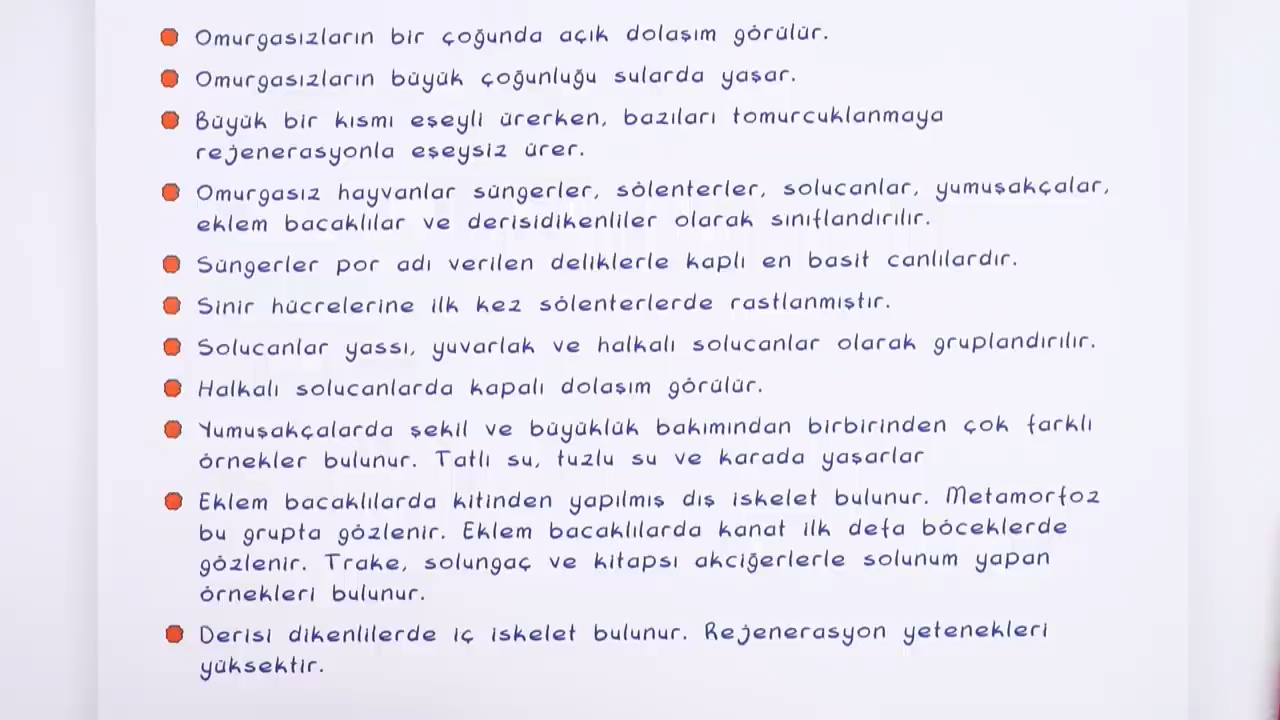 Omurgasızların bir çoğunda açık dolaşım görülür.
Omurgasızların büyük çoğunluğu sularda yaşar.
Büyük bir kısmı eşeyli ürerken, bazıları tomurcuklanmaya
rejenerasyonla eşeysiz ürer.
Omurgasız hayvanlar süngerler, sölenterler, solucanlar, yumuşakçalar,
eklem bacaklılar ve derisidikenliler olarak sınıflandırılır.
Süngerler por adı verilen deliklerle kaplı en basit canlılardır.
Sinir hücrelerine ilk kez sölenterlerde rastlanmıştır.
Solucanlar yassı, yuvarlak ve halkalı solucanlar olarak gruplandırılır.
Halkalı solucanlarda kapalı dolaşım görülür.
Yumuşakçalarda şekil ve büyüklük bakımından birbirinden çok farklı
örnekler bulunur. Tatlı su, tuzlu su ve karada yaşarlar
Eklem bacaklılarda kitinden yapılmış dış iskelet bulunur. Metamorfoz
bu grupta gözlenir. Eklem bacaklılarda kanat ilk defa böceklerde
gözlenir. Trake, solungaç ve kitapsı akciğerlerle solunum yapan
örnekleri bulunur.
Derisi dikenlilerde iç iskelet bulunur. Rejenerasyon yetenekleri
yüksektir.